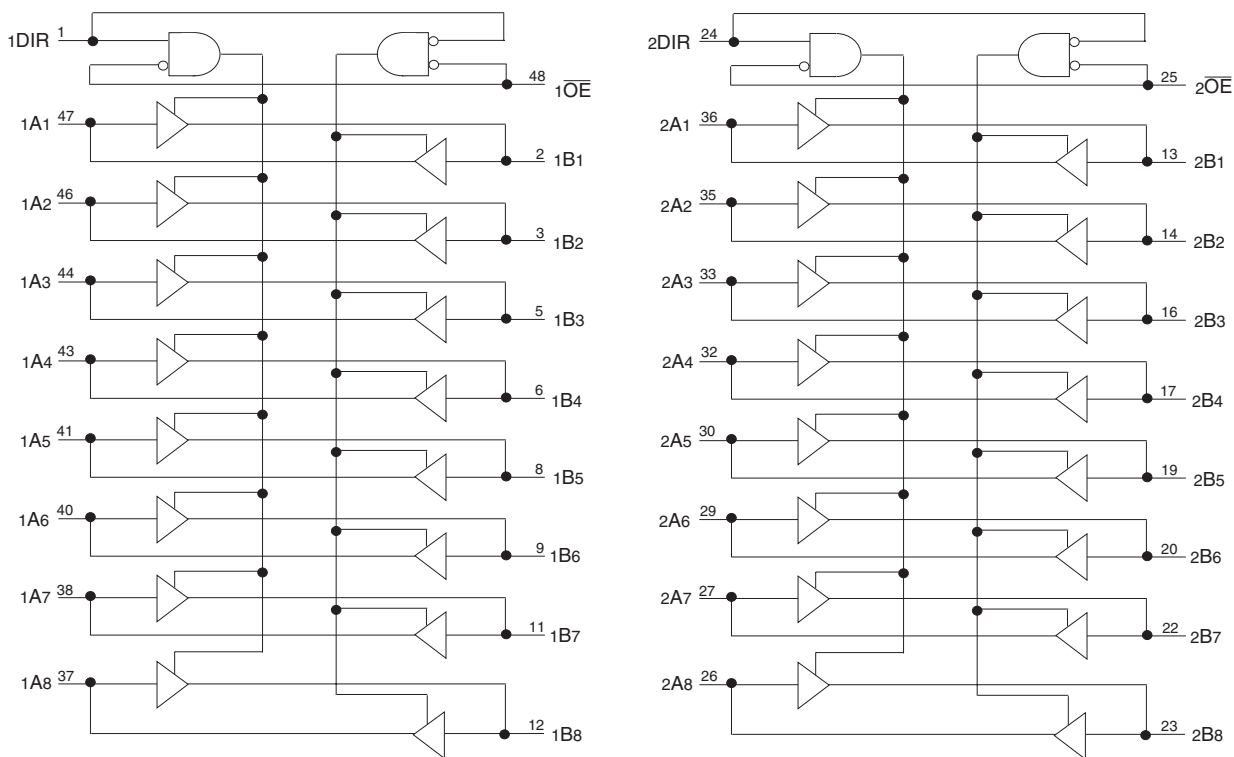 1DIR 1
48
1O̅E̅
1A1 47
2 1B1
1A2 46
3 1B2
1A3 44
5 1B3
1A4 43
6 1B4
1A5 41
8 1B5
1A6 40
9 1B6
1A7 38
11 1B7
1A8 37
12 1B8
2DIR 24
25
2O̅E̅
2A1 36
13 2B1
2A2 35
14 2B2
2A3 33
16 2B3
2A4 32
17 2B4
2A5 30
19 2B5
2A6 29
20 2B6
2A7 27
22 2B7
2A8 26
23 2B8